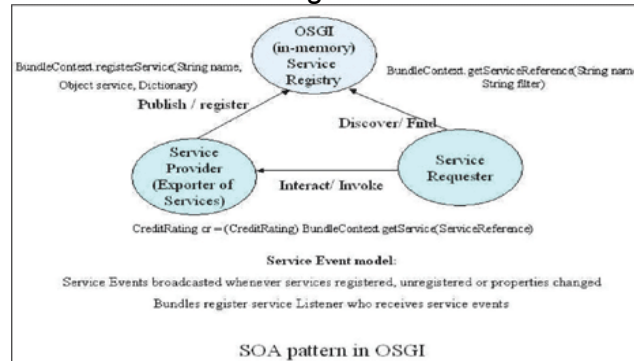 OSGI
(in-memory)
Service
Registry
BundleContext.registerService(String name,
Object service, Dictionary)
BundleContext.getServiceReference(String name
String filter)
Publish / register
Discover/ Find
Service
Provider
(Exporter of
Services)
Service
Requester
Interact/ Invoke
CreditRating cr = (CreditRating) BundleContext.getService(ServiceReference)
Service Event model:
Service Events broadcasted whenever services registered, unregistered or properties changed
Bundles register service Listener who receives service events
SOA pattern in OSGI